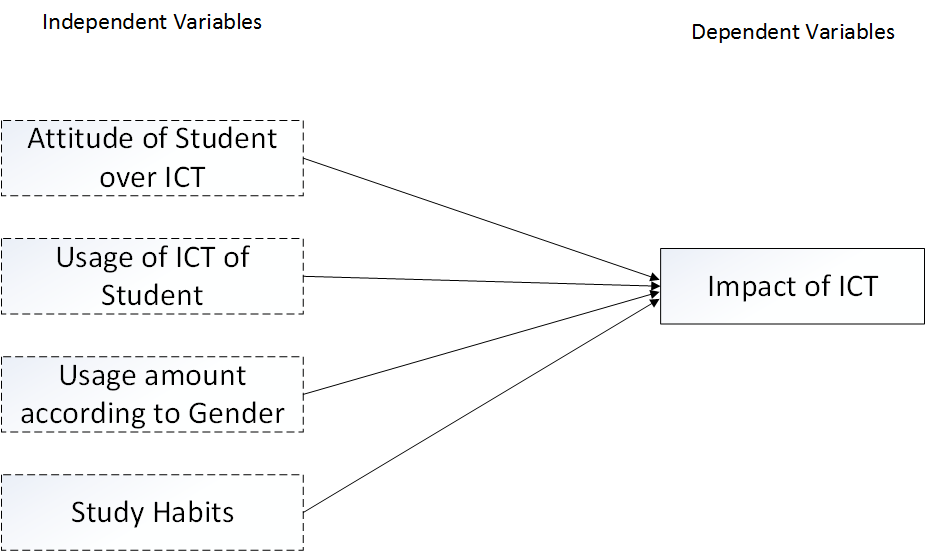 Independent Variables
Dependent Variables
Attitude of Student
over ICT
Usage of ICT of
Student
Usage amount
according to Gender
Study Habits
Impact of ICT